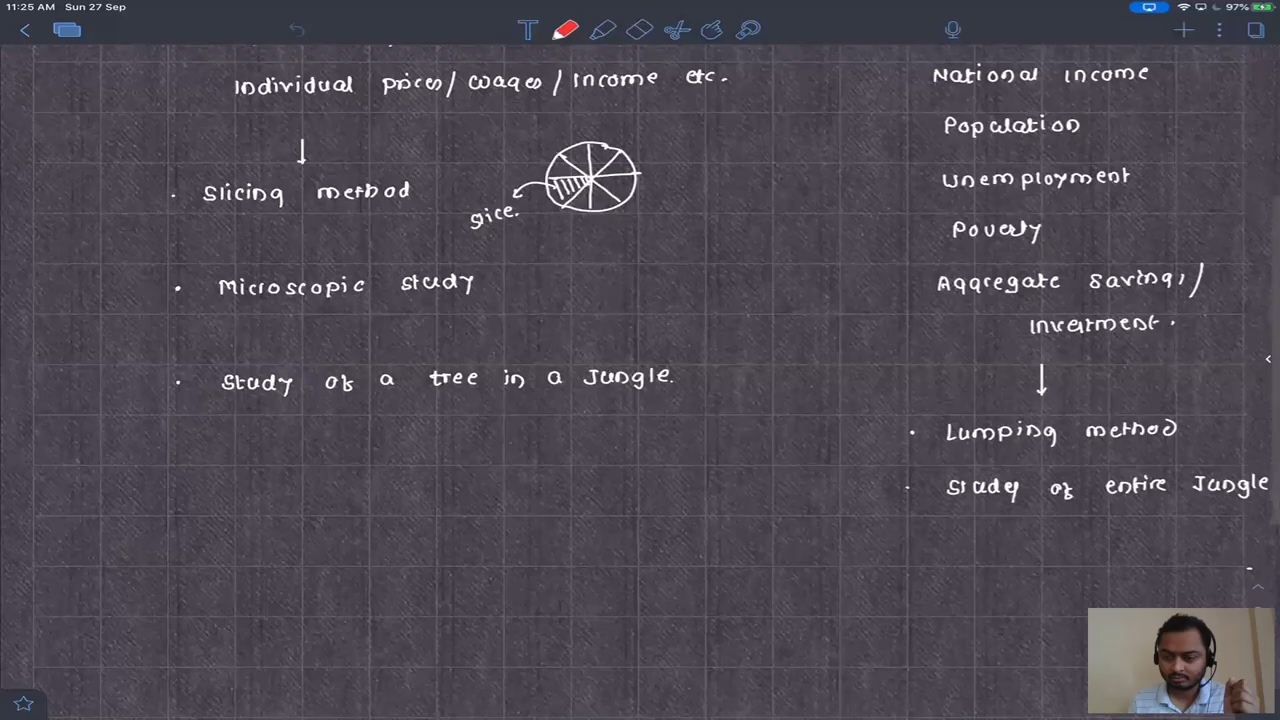 11:25 AM Sun 27 Sep
97%
Individual prices/ wages / Income etc.
Slicing method
slice.
Microscopic study
Study of a tree in a Jungle.
National Income
Population
Unemployment
Poverty
Aggregate Savings/
Investment.
Lumping method
Study of entire Jungle